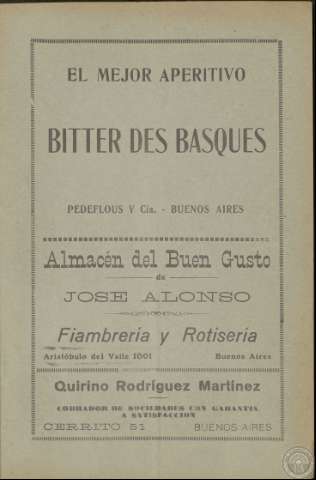 EL MEJOR APERITIVO
BITTER DES BASQUES
PEDEFLOUS Y Cía. - BUENOS AIRES
Almacén del Buen Gusto
de
JOSE ALONSO
Fiambrería y Rotisería
Aristóbulo del Valle 1001 Buenos Aires
Quirino Rodríguez Martinez
COBRADOR DE SOCIEDADES CON GARANTIA
A SATISFACCION
CERRITO 51 BUENOS AIRES